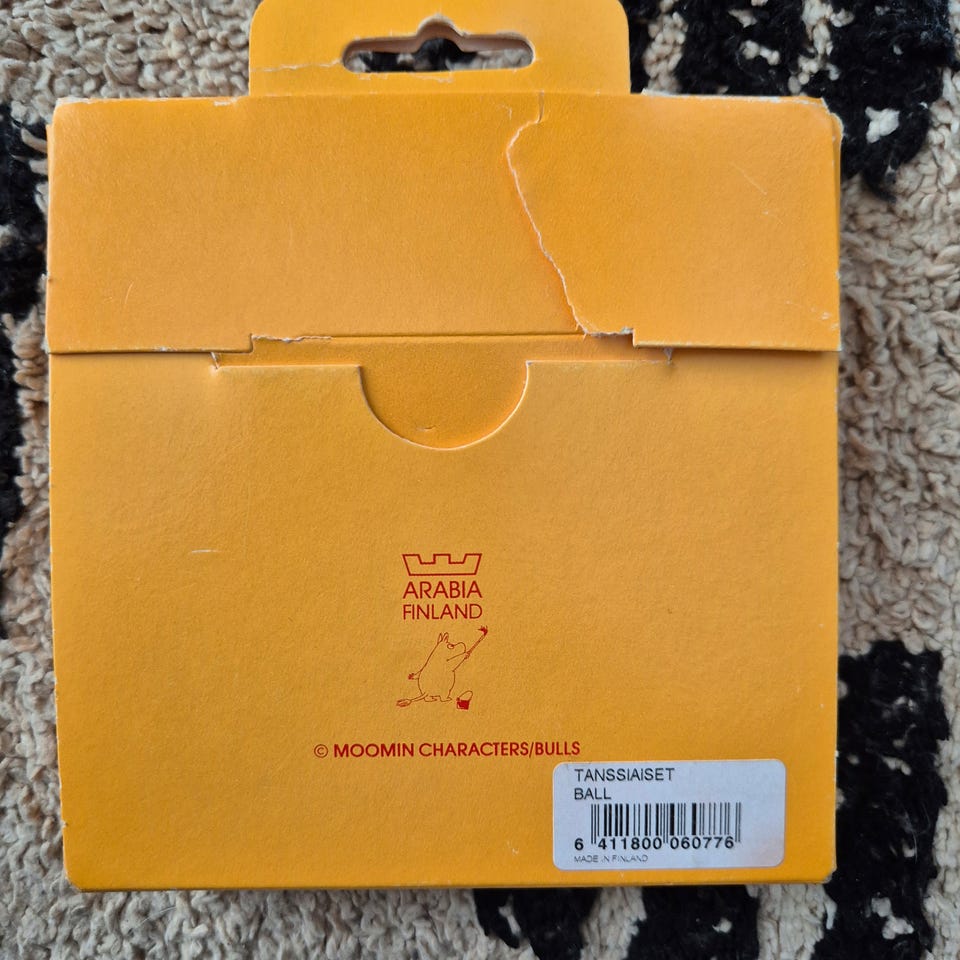 ARABIA
FINLAND
© MOOMIN CHARACTERS/BULLS
TANSSIAISET
BALL
6 411800 060776
MADE IN FINLAND